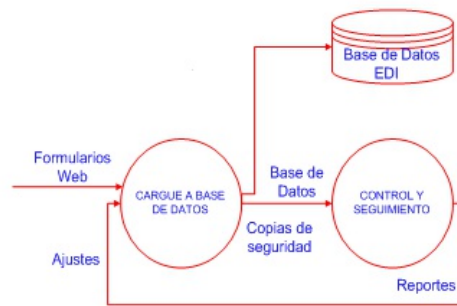 Base de Datos
EDI
Formularios
Web
CARGUE A BASE
DE DATOS
Base de
Datos
Copias de
seguridad
CONTROL Y
SEGUIMIENTO
Ajustes
Reportes